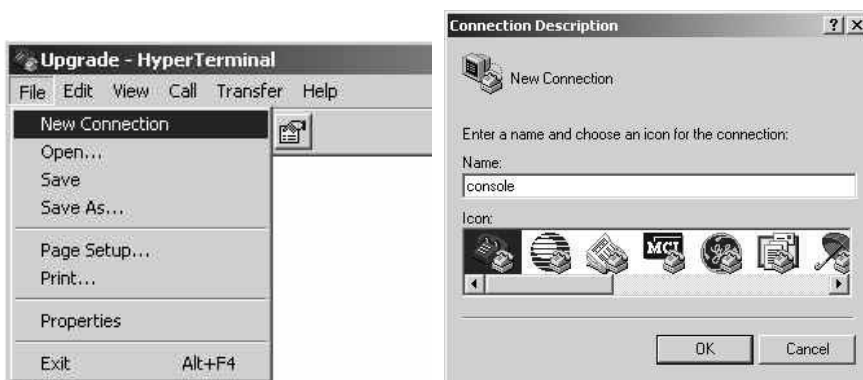 Upgrade - HyperTerminal
File Edit View Call Transfer Help
New Connection
Open...
Save
Save As...
Page Setup...
Print...
Properties
Exit Alt+F4
Connection Description
New Connection
Enter a name and choose an icon for the connection:
Name:
console
Icon:
MCI
OK Cancel